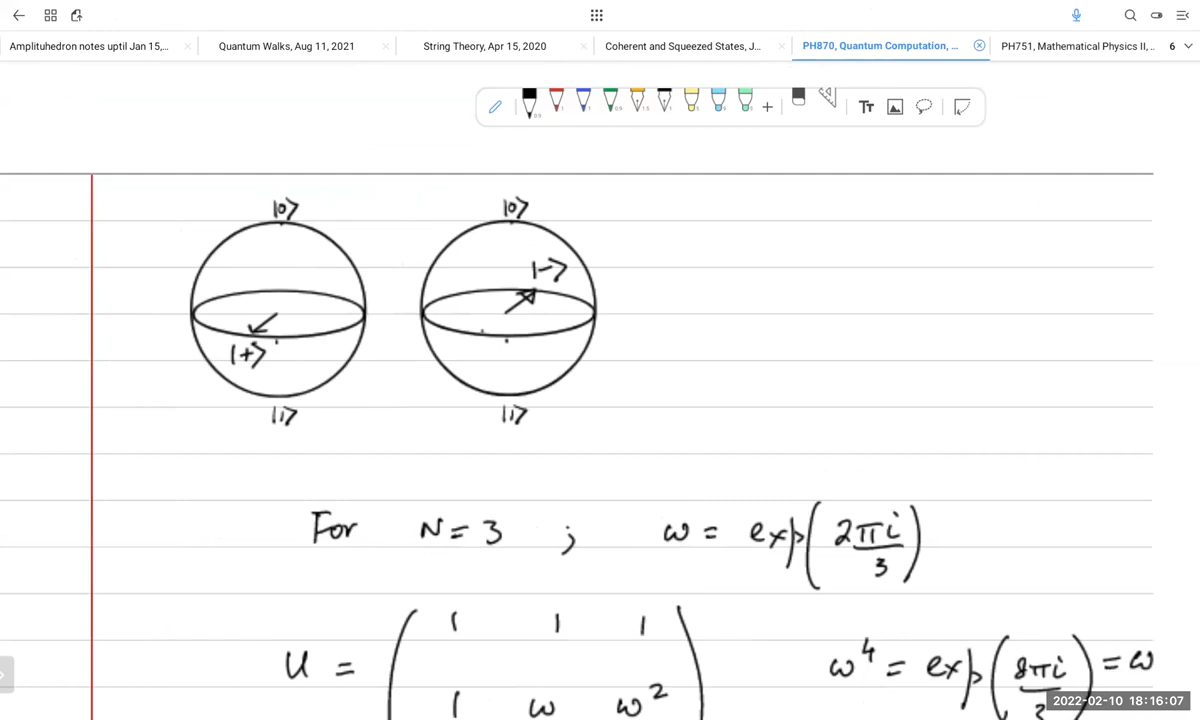 Amplituhedron notes uptil Jan 15,... Quantum Walks, Aug 11, 2021 String Theory, Apr 15, 2020 Coherent and Squeezed States, J... PH870, Quantum Computation, ... PH751, Mathematical Physics II, .. 6
Tт
|0⟩ |0⟩
|-⟩
|+⟩
|1⟩ |1⟩
For N = 3 ; ω = exp(2πi/3)
1 1 1
U = ω⁴ = exp(8πi/3) = ω
1 ω ω²
2022-02-10 18:16:07